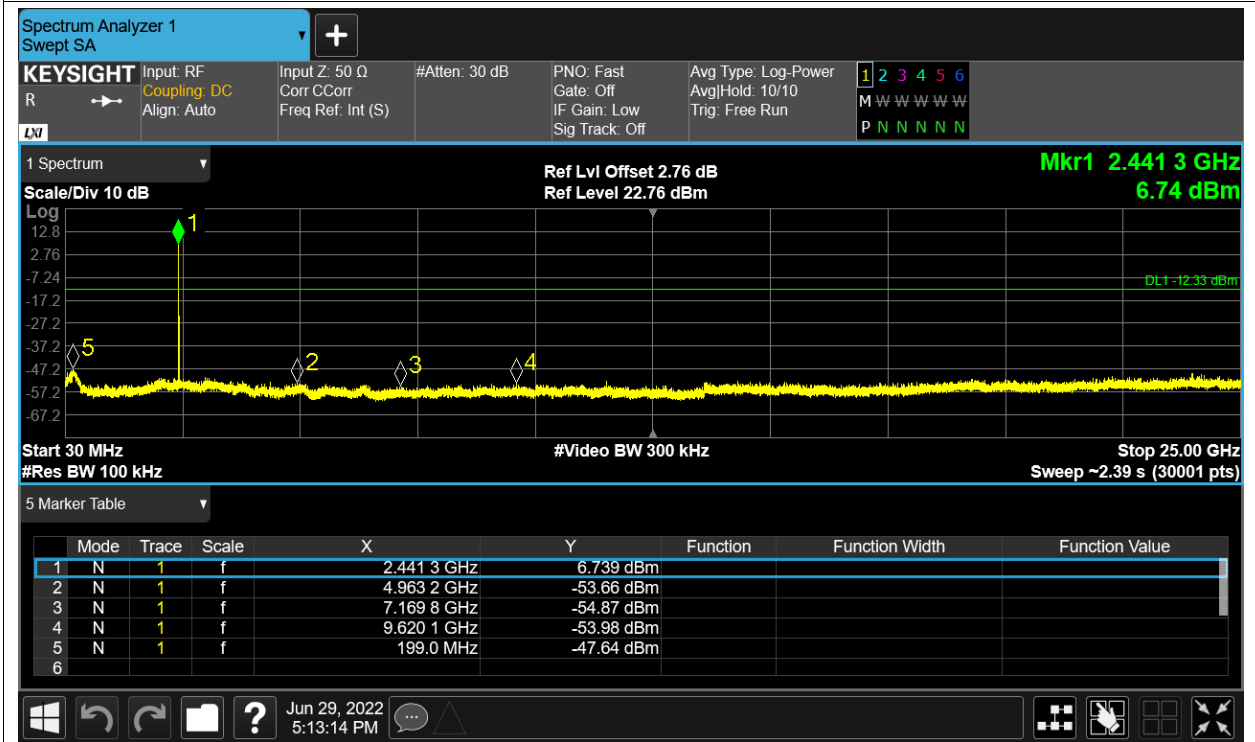 Spectrum Analyzer 1
Swept SA
+
KEYSIGHT
R
LXI
Input: RF
Coupling: DC
Align: Auto
Input Z: 50 Ω
Corr CCorr
Freq Ref: Int (S)
#Atten: 30 dB
PNO: Fast
Gate: Off
IF Gain: Low
Sig Track: Off
Avg Type: Log-Power
Avg|Hold: 10/10
Trig: Free Run
1 2 3 4 5 6
M W W W W W
P N N N N N
1 Spectrum
Scale/Div 10 dB
Ref Lvl Offset 2.76 dB
Ref Level 22.76 dBm
Mkr1 2.441 3 GHz
6.74 dBm
Log
12.8
2.76
-7.24
-17.2
-27.2
-37.2
-47.2
-57.2
-67.2
1
DL1 -12.33 dBm
5
2
3
4
Start 30 MHz
#Video BW 300 kHz
Stop 25.00 GHz
#Res BW 100 kHz
Sweep ~2.39 s (30001 pts)
5 Marker Table
Mode Trace Scale X Y Function Function Width Function Value
1 N 1 f 2.441 3 GHz 6.739 dBm
2 N 1 f 4.963 2 GHz -53.66 dBm
3 N 1 f 7.169 8 GHz -54.87 dBm
4 N 1 f 9.620 1 GHz -53.98 dBm
5 N 1 f 199.0 MHz -47.64 dBm
6
?
Jun 29, 2022
5:13:14 PM